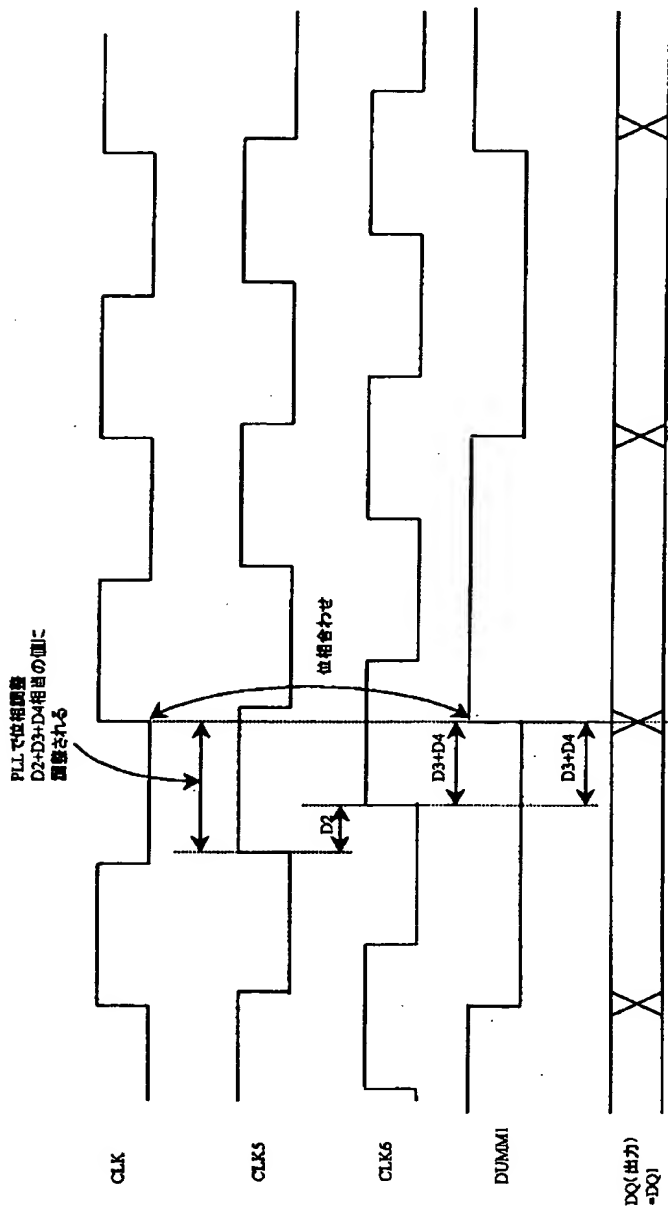 PLLで位相調整
D2+D3+D4相当の値に
調整される
CLK
CLK5
D2
位相合わせ
CLK6
D3+D4
DUMM1
D3+D4
DQ(出力)
=DQ1